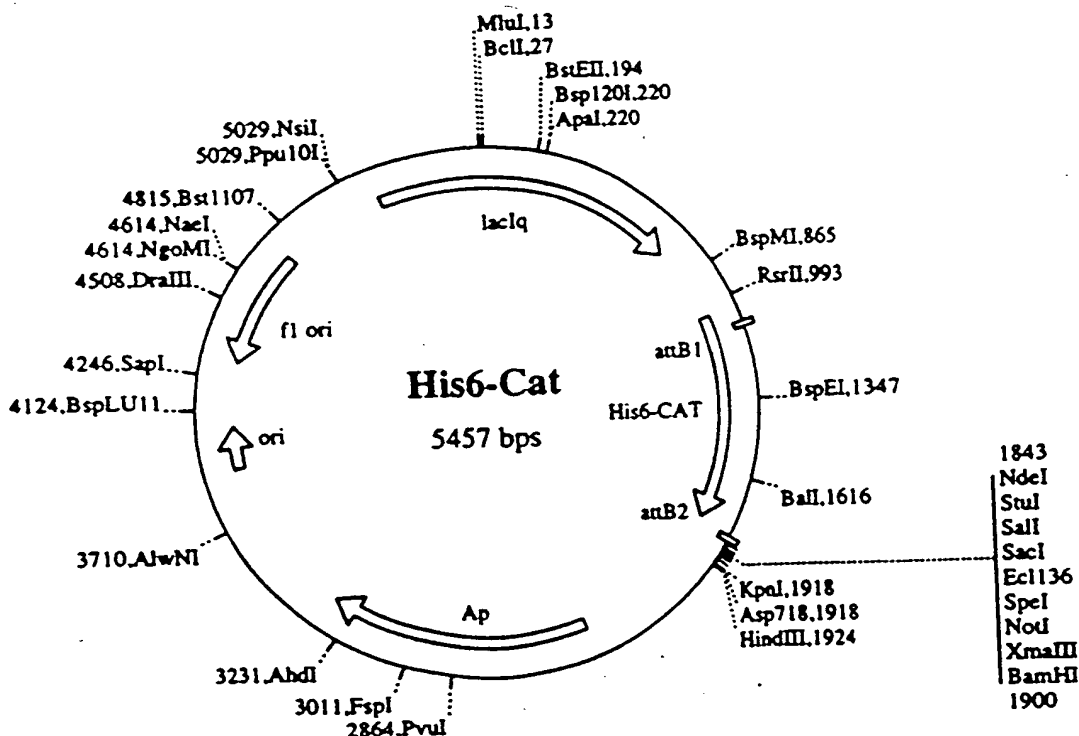 MluI,13
BclI,27
BstEII,194
Bsp120I,220
ApaI,220
5029,NsiI
5029,Ppu10I
4815,Bst1107
4614,NaeI
4614,NgoMI
4508,DraIII
lacIq
BspMI,865
RsrII,993
f1 ori
attB1
4246,SapI
4124,BspLU11
His6-Cat
5457 bps
His6-CAT
BspEI,1347
ori
attB2
BalI,1616
1843
NdeI
StuI
SalI
SacI
Ecl136
SpeI
NotI
XmaIII
BamHI
1900
3710,AlwNI
KpnI,1918
Asp718,1918
HindIII,1924
Ap
3231,AhdI
3011,FspI
2864,PvuI